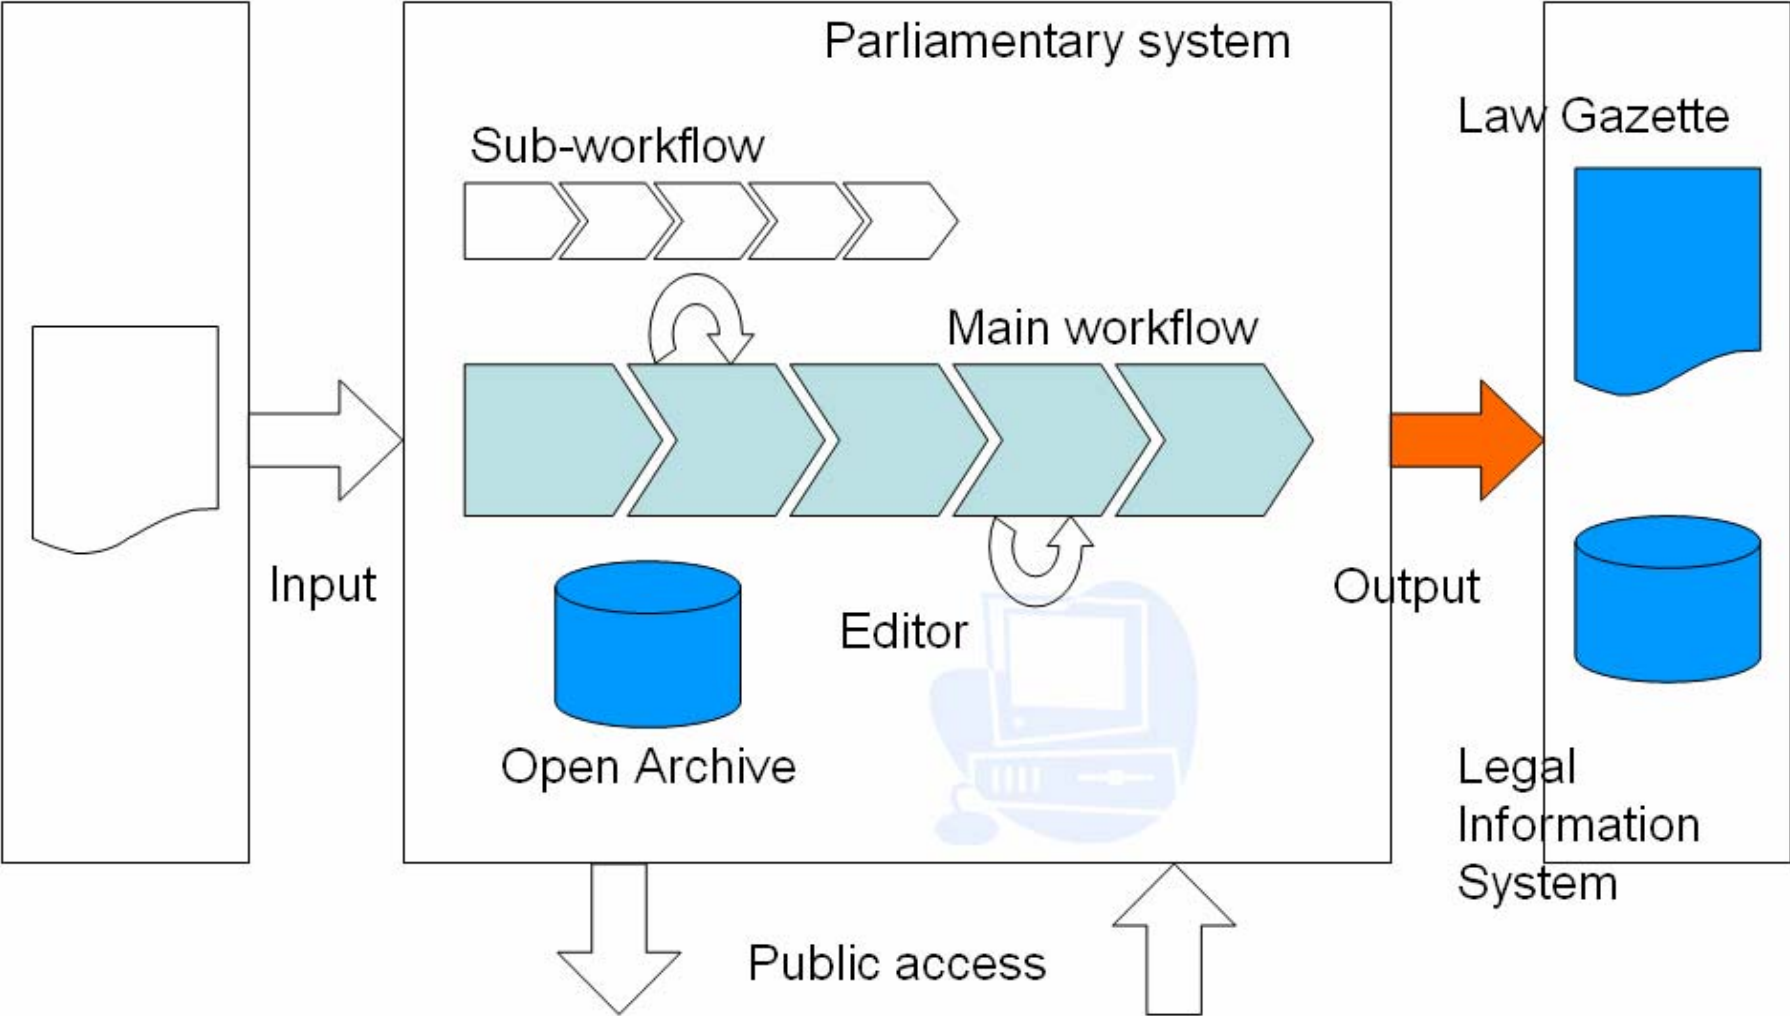 Parliamentary system
Law Gazette
Sub-workflow
Main workflow
Input
Output
Editor
Open Archive
Legal
Information
System
Public access